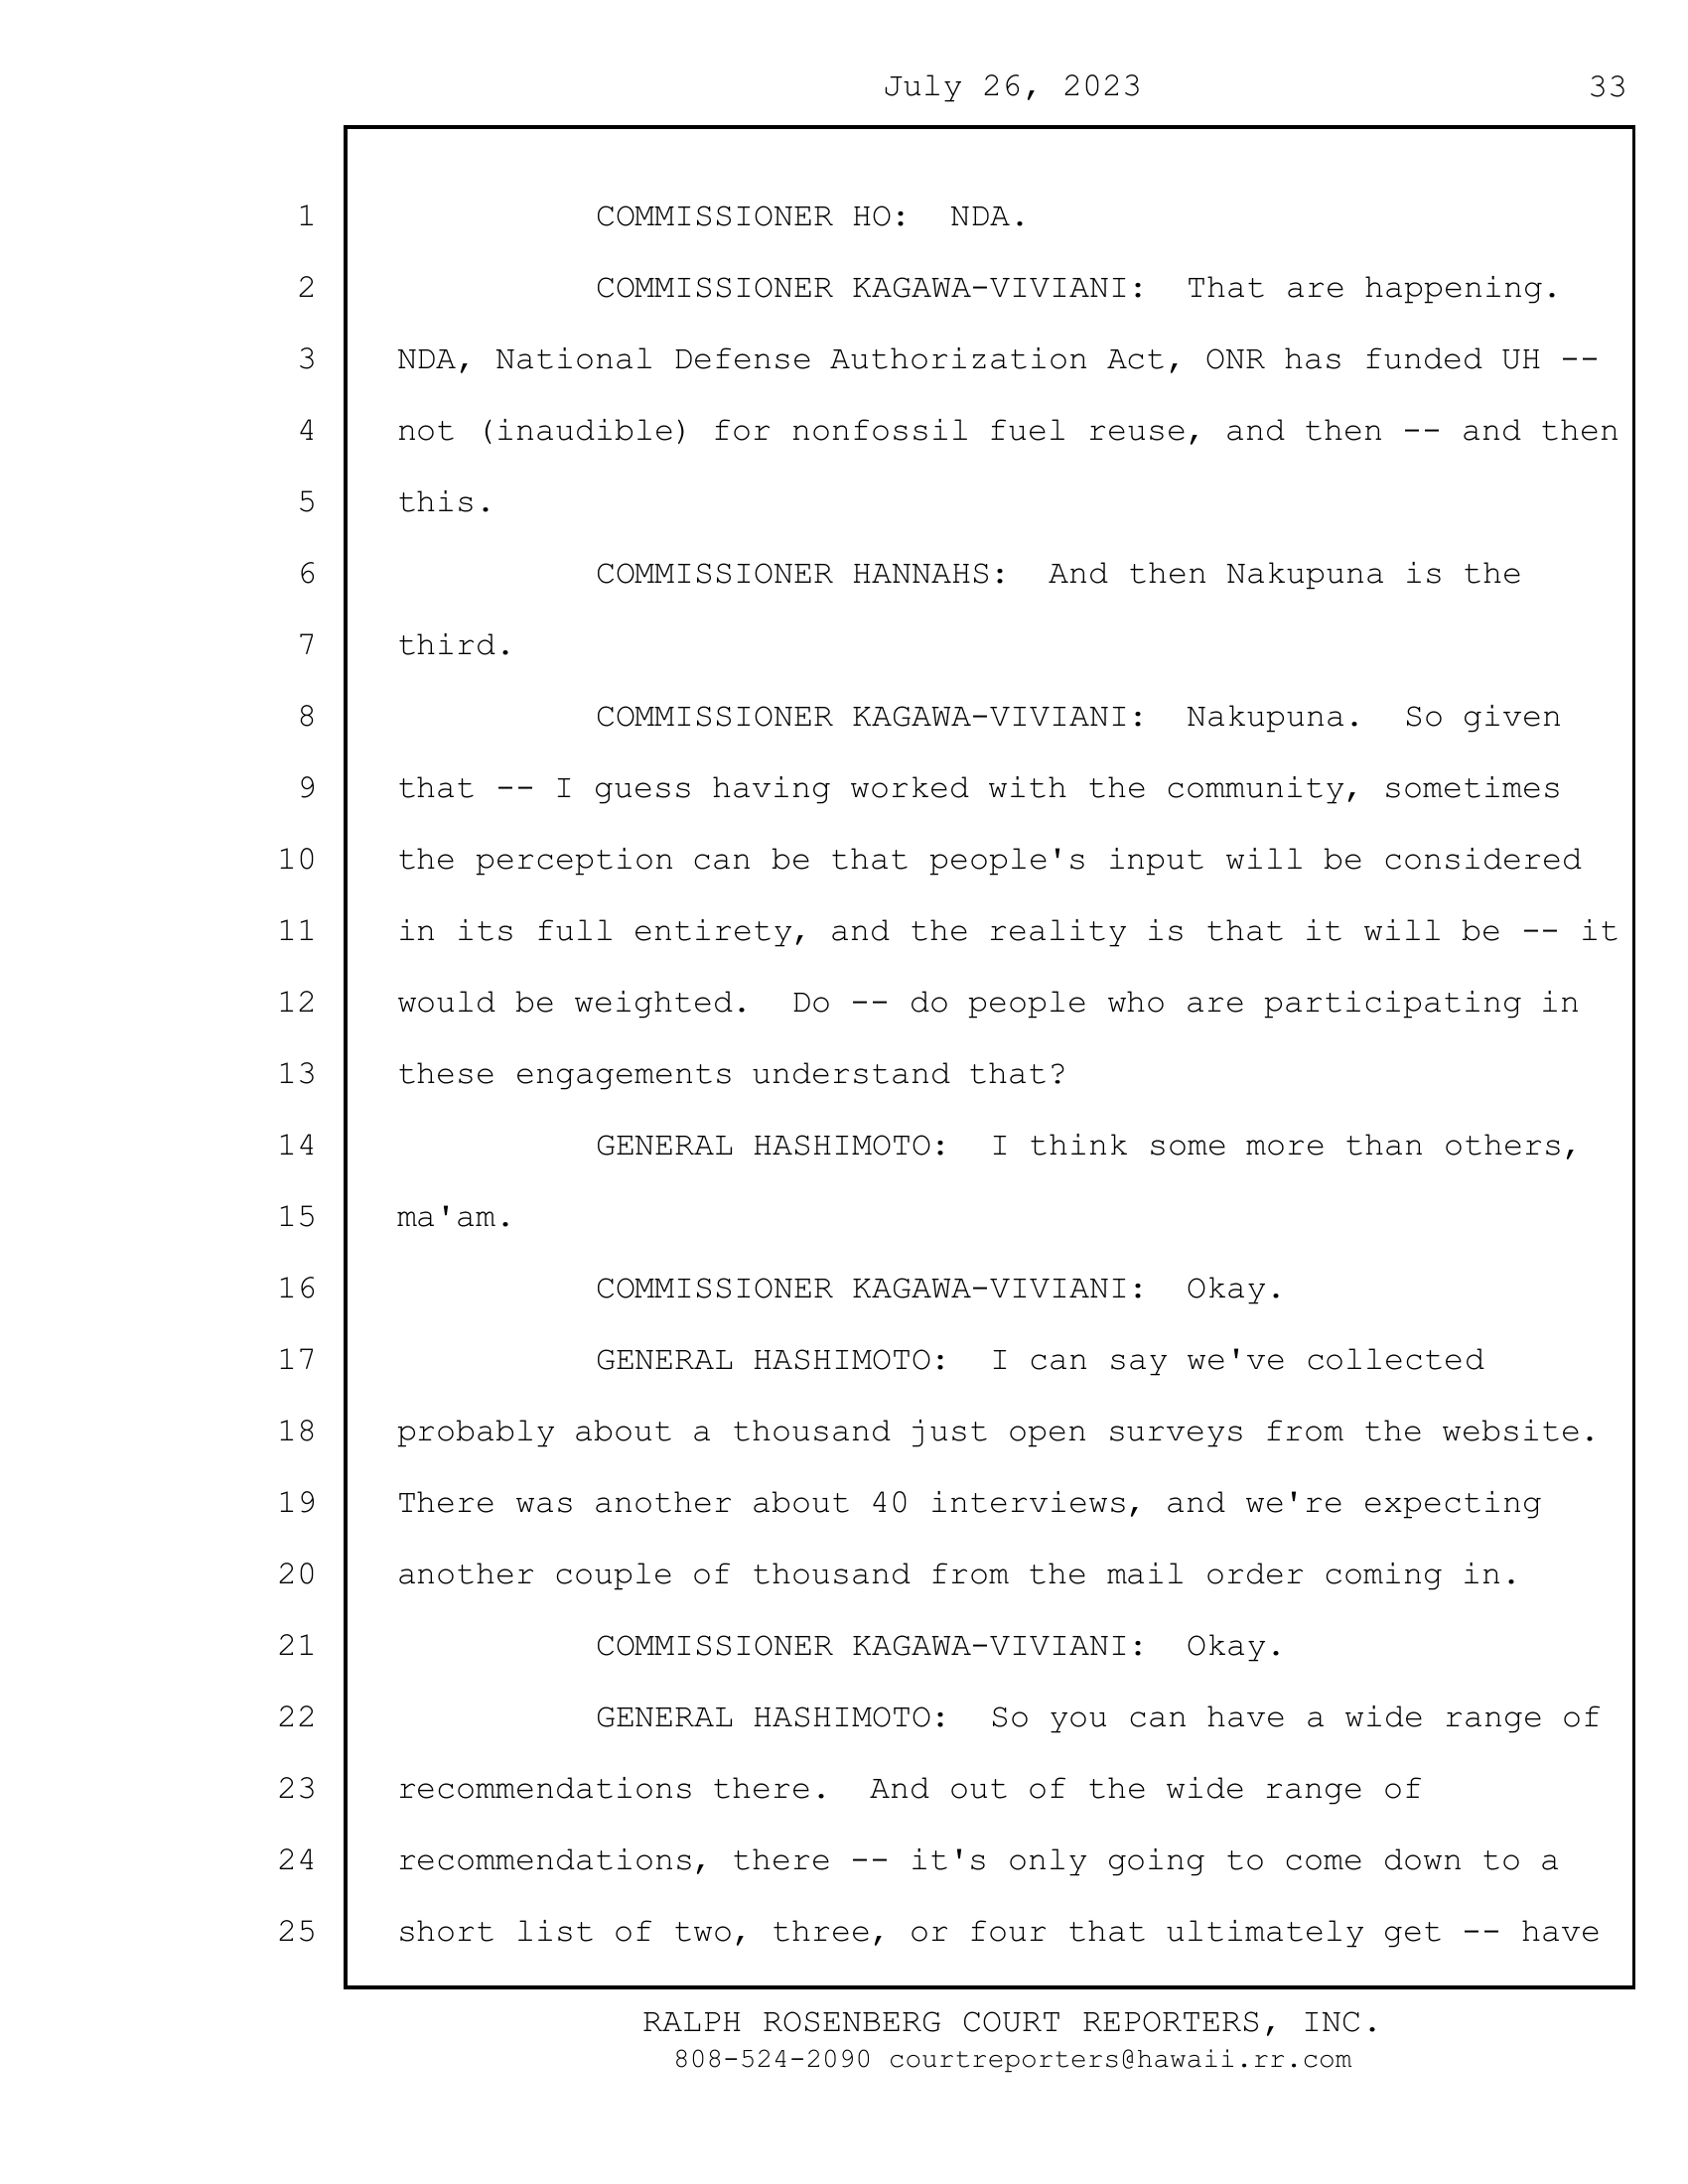 July 26, 2023 33
1 COMMISSIONER HO: NDA.
2 COMMISSIONER KAGAWA-VIVIANI: That are happening.
3 NDA, National Defense Authorization Act, ONR has funded UH --
4 not (inaudible) for nonfossil fuel reuse, and then -- and then
5 this.
6 COMMISSIONER HANNAHS: And then Nakupuna is the
7 third.
8 COMMISSIONER KAGAWA-VIVIANI: Nakupuna. So given
9 that -- I guess having worked with the community, sometimes
10 the perception can be that people's input will be considered
11 in its full entirety, and the reality is that it will be -- it
12 would be weighted. Do -- do people who are participating in
13 these engagements understand that?
14 GENERAL HASHIMOTO: I think some more than others,
15 ma'am.
16 COMMISSIONER KAGAWA-VIVIANI: Okay.
17 GENERAL HASHIMOTO: I can say we've collected
18 probably about a thousand just open surveys from the website.
19 There was another about 40 interviews, and we're expecting
20 another couple of thousand from the mail order coming in.
21 COMMISSIONER KAGAWA-VIVIANI: Okay.
22 GENERAL HASHIMOTO: So you can have a wide range of
23 recommendations there. And out of the wide range of
24 recommendations, there -- it's only going to come down to a
25 short list of two, three, or four that ultimately get -- have
RALPH ROSENBERG COURT REPORTERS, INC.
808-524-2090 courtreporters@hawaii.rr.com